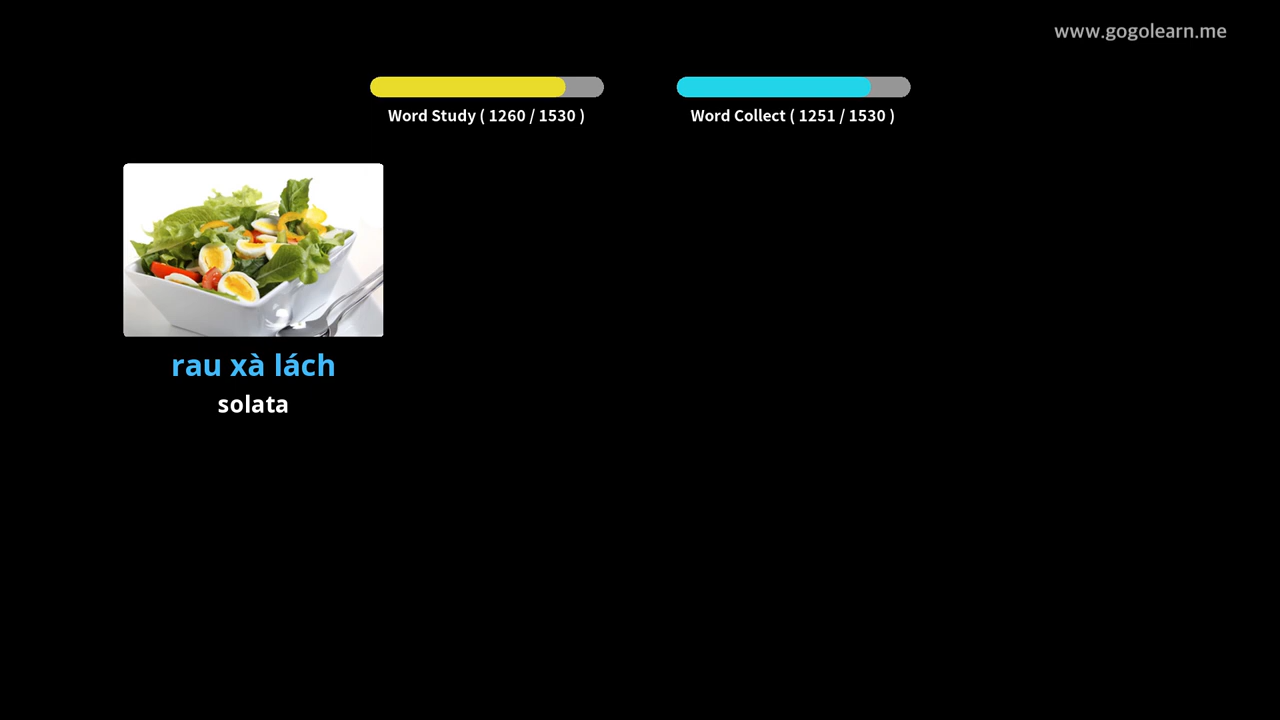 www.gogolearn.me
Word Study ( 1260 / 1530 )
Word Collect ( 1251 / 1530 )
rau xà lách
solata